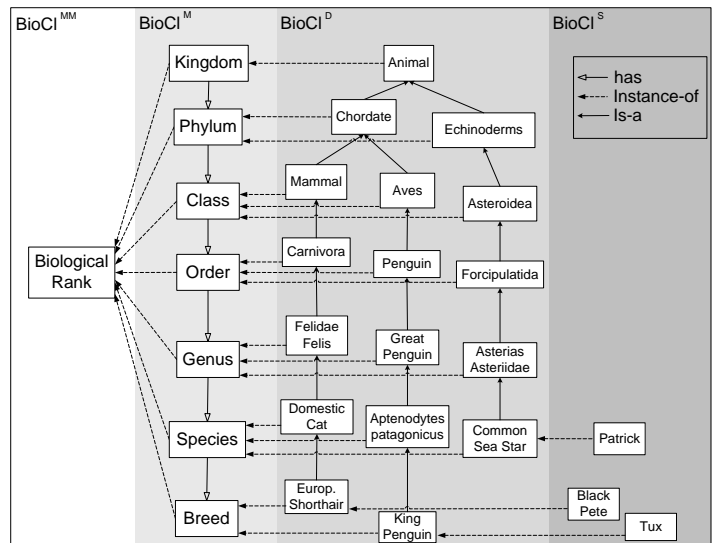 BioCl MM
BioCl M
BioCl D
BioCl S
Kingdom
Animal
has
Instance-of
Is-a
Phylum
Chordate
Echinoderms
Class
Mammal
Aves
Asteroidea
Biological
Rank
Order
Carnivora
Penguin
Forcipulatida
Genus
Felidae
Felis
Great
Penguin
Asterias
Asteriidae
Species
Domestic
Cat
Aptenodytes
patagonicus
Common
Sea Star
Patrick
Breed
Europ.
Shorthair
King
Penguin
Black
Pete
Tux